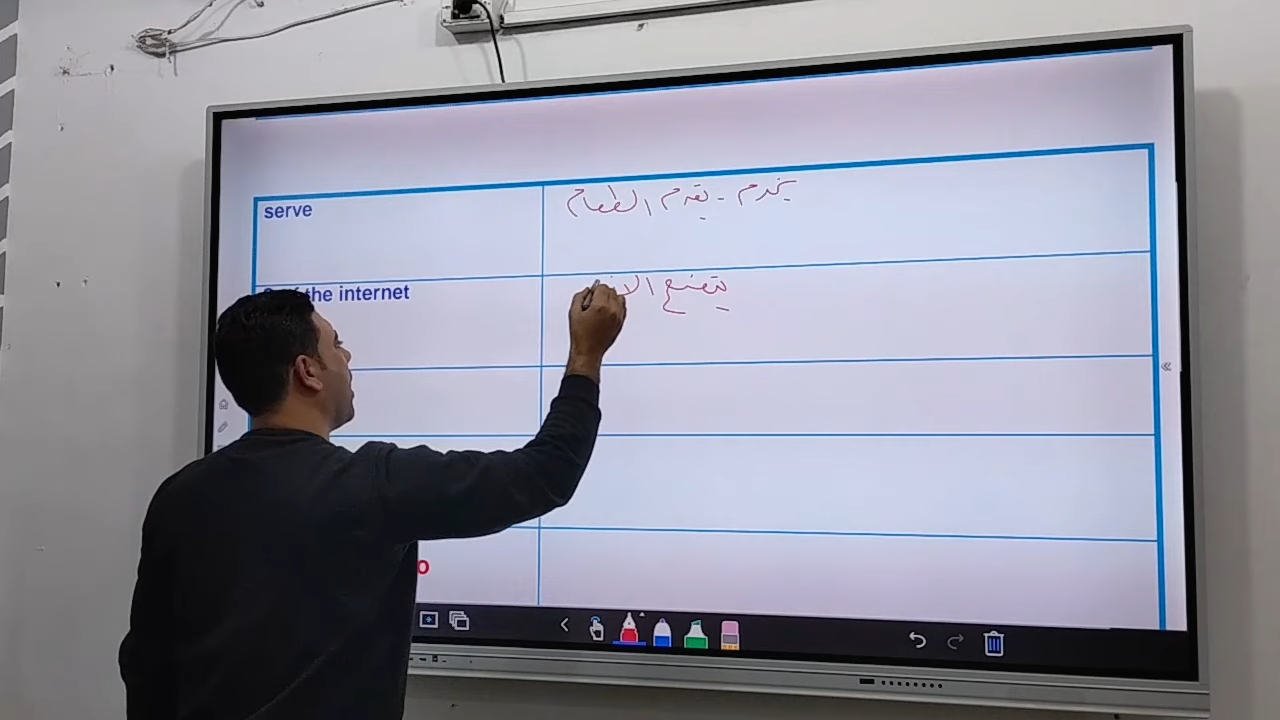 serve
يخدم - يقدم الطعام
the internet
يتصفح
o